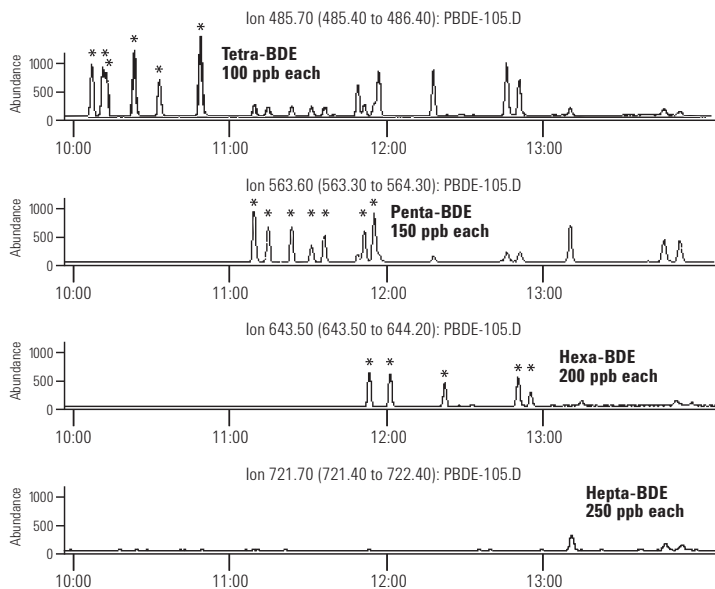 Ion 485.70 (485.40 to 486.40): PBDE-105.D
* * * * * *
Tetra-BDE
100 ppb each
Abundance
1000
500
0
10:00 11:00 12:00 13:00
Ion 563.60 (563.30 to 564.30): PBDE-105.D
* * * * * * *
Penta-BDE
150 ppb each
Abundance
1000
500
0
10:00 11:00 12:00 13:00
Ion 643.50 (643.50 to 644.20): PBDE-105.D
* * * * *
Hexa-BDE
200 ppb each
Abundance
1000
500
0
10:00 11:00 12:00 13:00
Ion 721.70 (721.40 to 722.40): PBDE-105.D
Hepta-BDE
250 ppb each
Abundance
1000
500
0
10:00 11:00 12:00 13:00